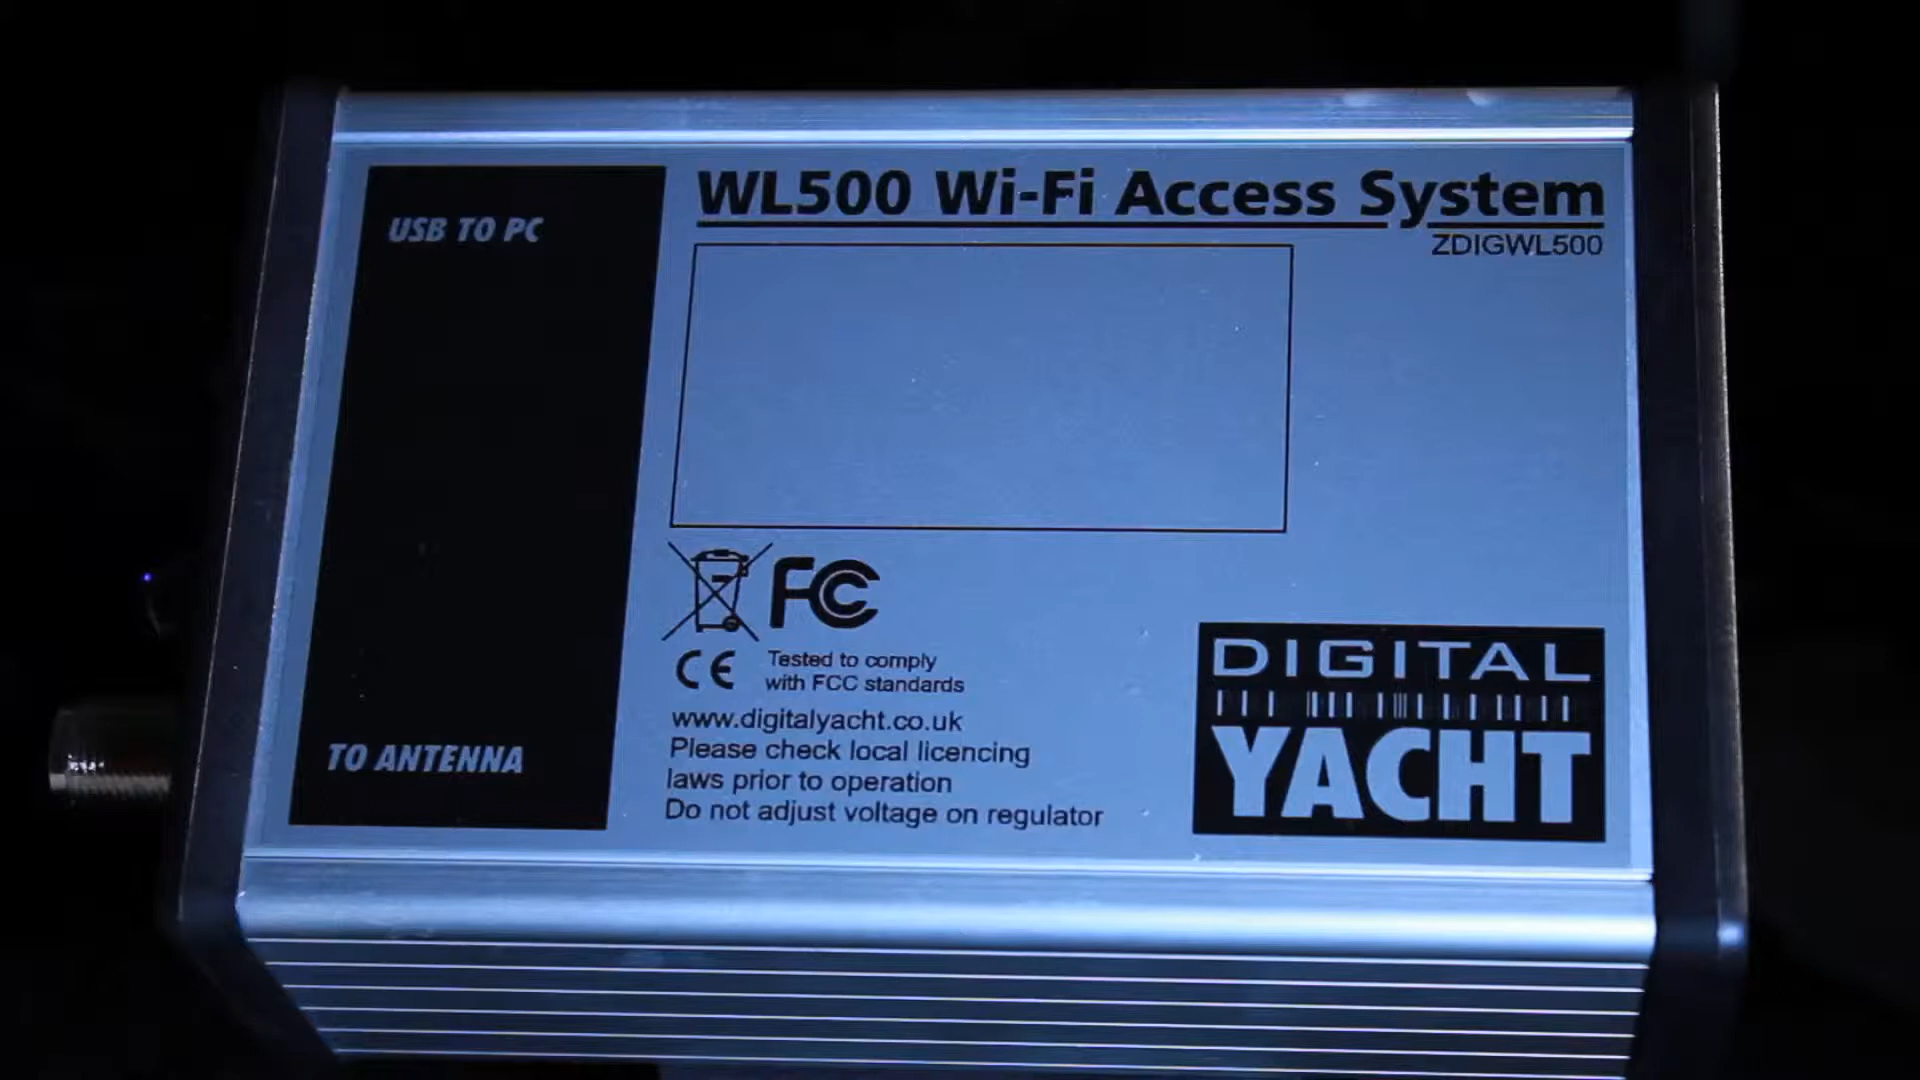 USB TO PC
TO ANTENNA
WL500 Wi-Fi Access System
ZDIGWL500
FC
CE
Tested to comply
with FCC standards
www.digitalyacht.co.uk
Please check local licencing
laws prior to operation
Do not adjust voltage on regulator
DIGITAL
YACHT